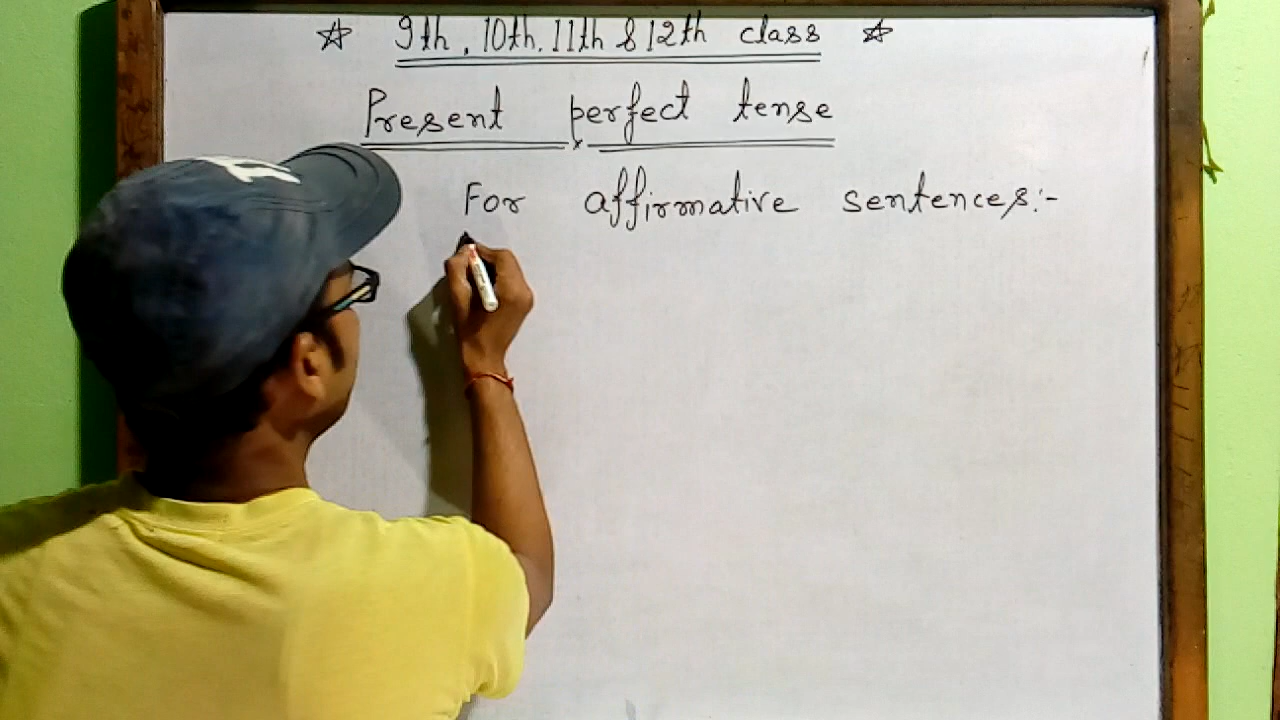 ☆ 9th, 10th, 11th & 12th class ☆
Present perfect tense
For affirmative sentences:-